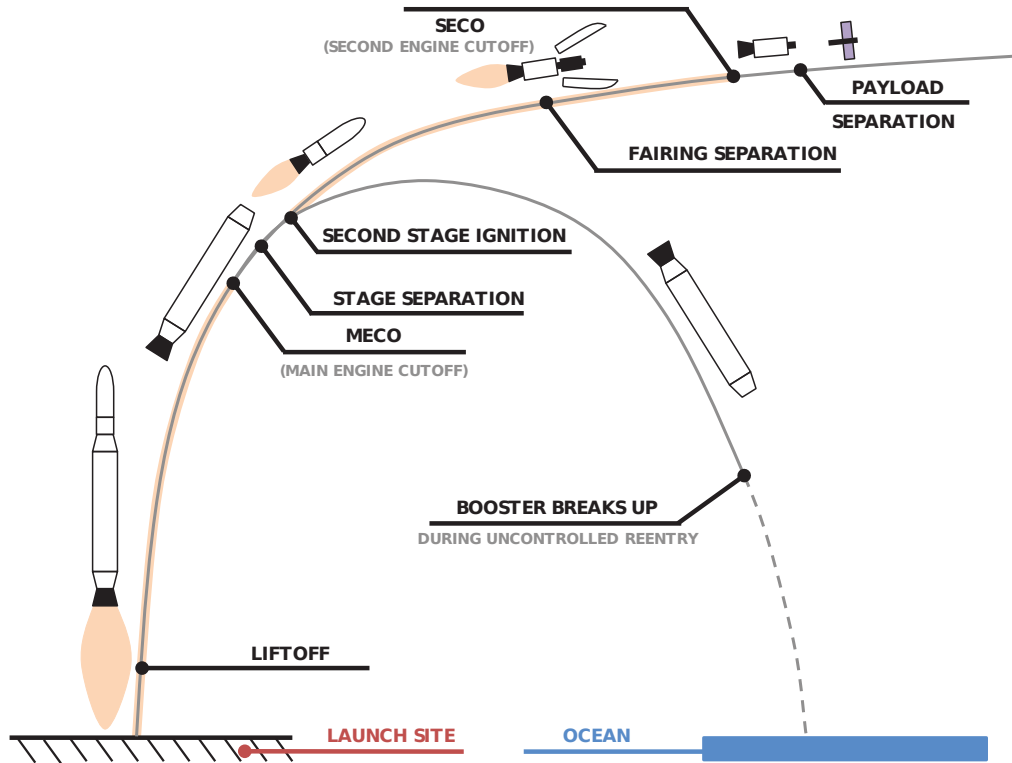 SECO
(SECOND ENGINE CUTOFF)
PAYLOAD
SEPARATION
FAIRING SEPARATION
SECOND STAGE IGNITION
STAGE SEPARATION
MECO
(MAIN ENGINE CUTOFF)
BOOSTER BREAKS UP
DURING UNCONTROLLED REENTRY
LIFTOFF
LAUNCH SITE
OCEAN